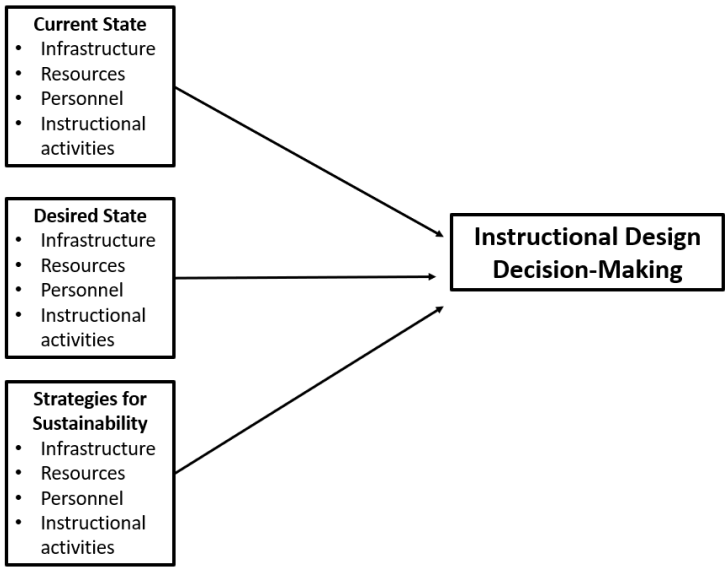 Current State
• Infrastructure
• Resources
• Personnel
• Instructional
activities
Desired State
• Infrastructure
• Resources
• Personnel
• Instructional
activities
Strategies for
Sustainability
• Infrastructure
• Resources
• Personnel
• Instructional
activities
Instructional Design
Decision-Making